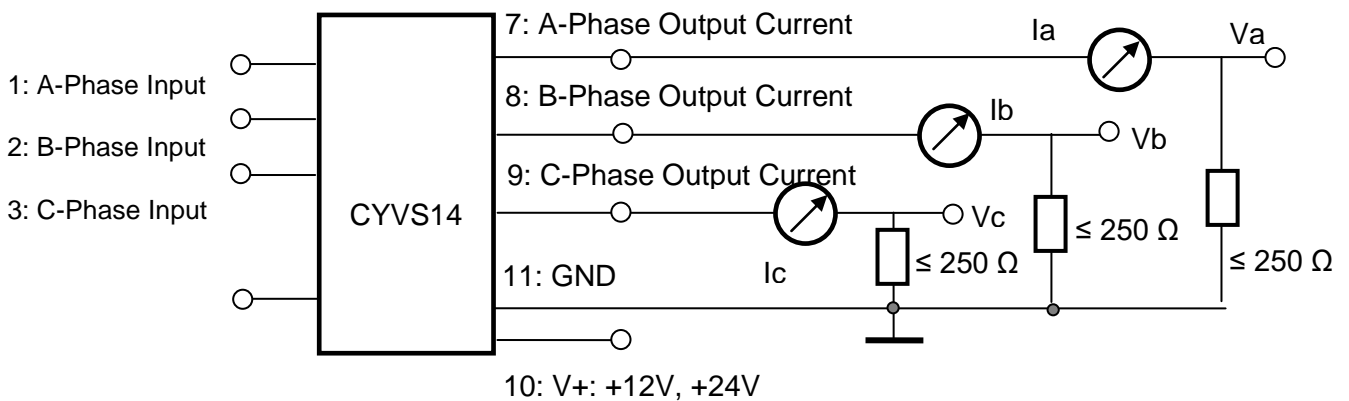 7: A-Phase Output Current
Ia
Va
1: A-Phase Input
8: B-Phase Output Current
Ib
Vb
2: B-Phase Input
9: C-Phase Output Current
3: C-Phase Input
CYVS14
Vc
≤ 250 Ω
≤ 250 Ω
≤ 250 Ω
11: GND
Ic
10: V+: +12V, +24V